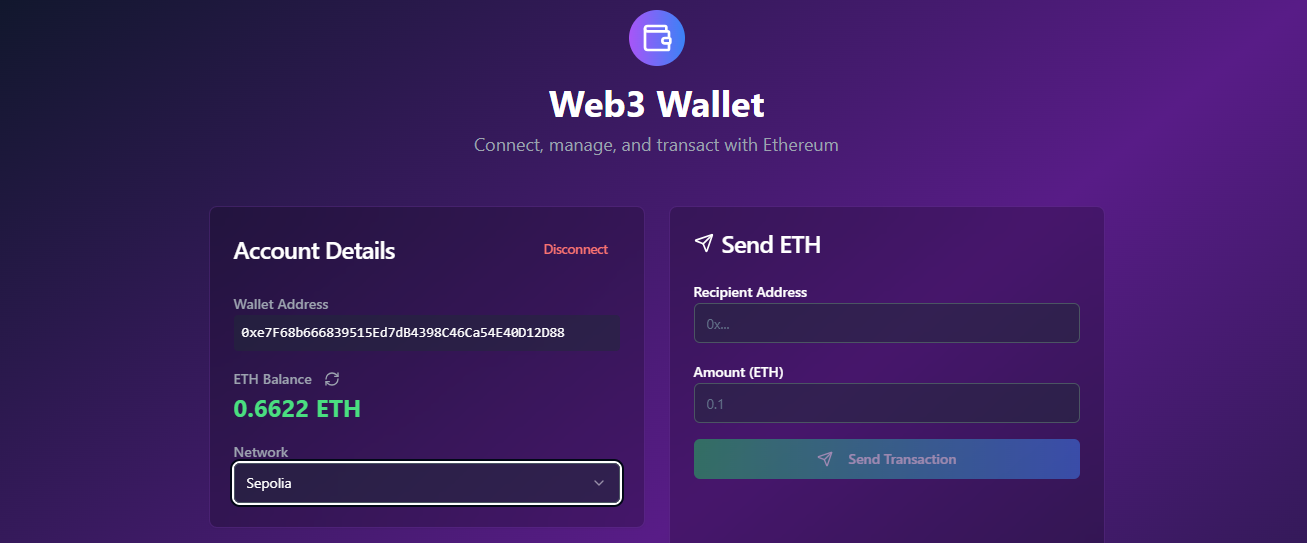 Web3 Wallet
Connect, manage, and transact with Ethereum
Account Details
Disconnect
Wallet Address
0xe7F68b666839515Ed7dB4398C46Ca54E40D12D88
ETH Balance
0.6622 ETH
Network
Sepolia
Send ETH
Recipient Address
0x...
Amount (ETH)
0.1
Send Transaction